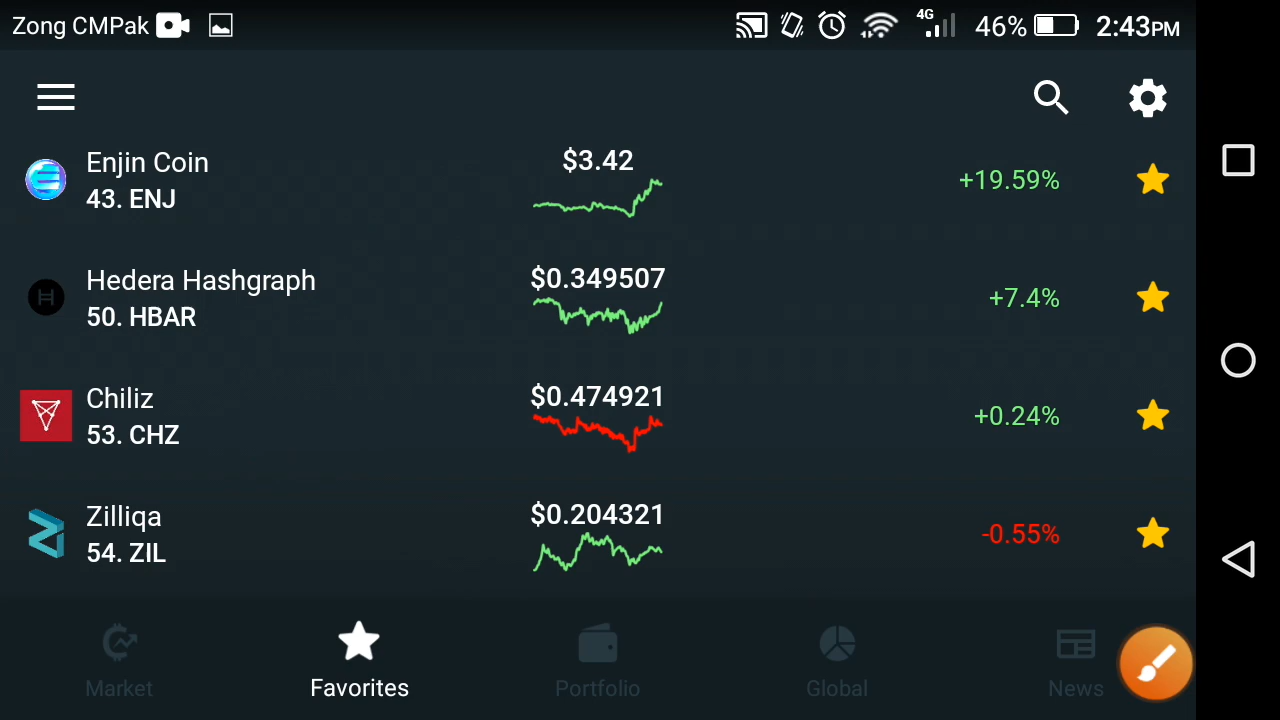 Zong CMPak 4G 46% 2:43PM
Enjin Coin $3.42
43. ENJ +19.59%
Hedera Hashgraph $0.349507
50. HBAR +7.4%
Chiliz $0.474921
53. CHZ +0.24%
Zilliqa $0.204321
54. ZIL -0.55%
Market Favorites Portfolio Global News